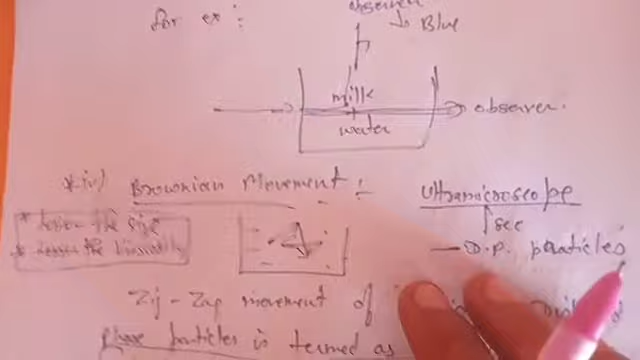 for ex:
observer
Blue
milk
observer.
water
*iv) Brownian Movement :-
Ultramicroscope
* Lesser the size
see
* Lesser the Viscosity
— D.P. particles
Zig-Zag movement of
phase particles is termed as